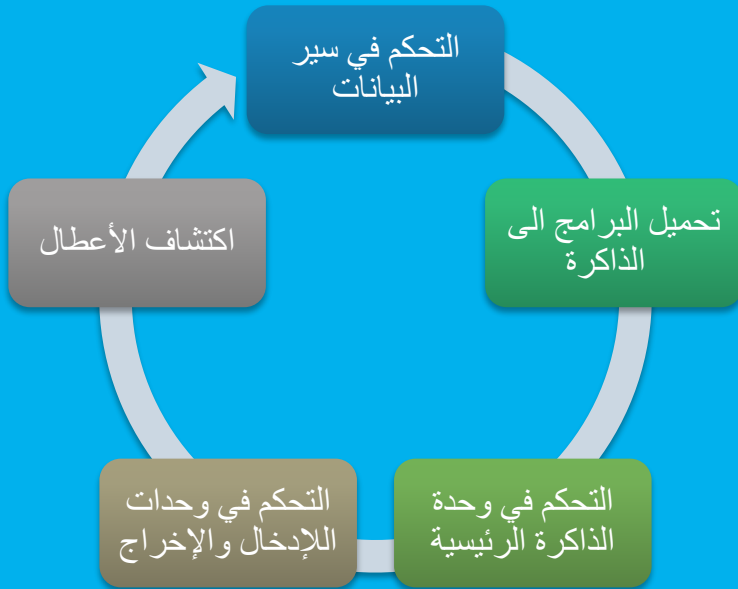 التحكم في سير
البيانات
تحميل البرامج الى
الذاكرة
التحكم في وحدة
الذاكرة الرئيسية
التحكم في وحدات
اللإدخال والإخراج
اكتشاف الأعطال